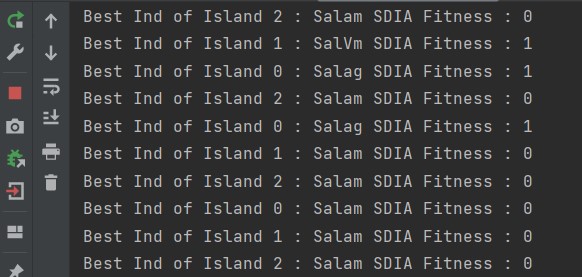 Best Ind of Island 2 : Salam SDIA Fitness : 0
Best Ind of Island 1 : SalVm SDIA Fitness : 1
Best Ind of Island 0 : Salag SDIA Fitness : 1
Best Ind of Island 2 : Salam SDIA Fitness : 0
Best Ind of Island 0 : Salag SDIA Fitness : 1
Best Ind of Island 1 : Salam SDIA Fitness : 0
Best Ind of Island 2 : Salam SDIA Fitness : 0
Best Ind of Island 0 : Salam SDIA Fitness : 0
Best Ind of Island 1 : Salam SDIA Fitness : 0
Best Ind of Island 2 : Salam SDIA Fitness : 0